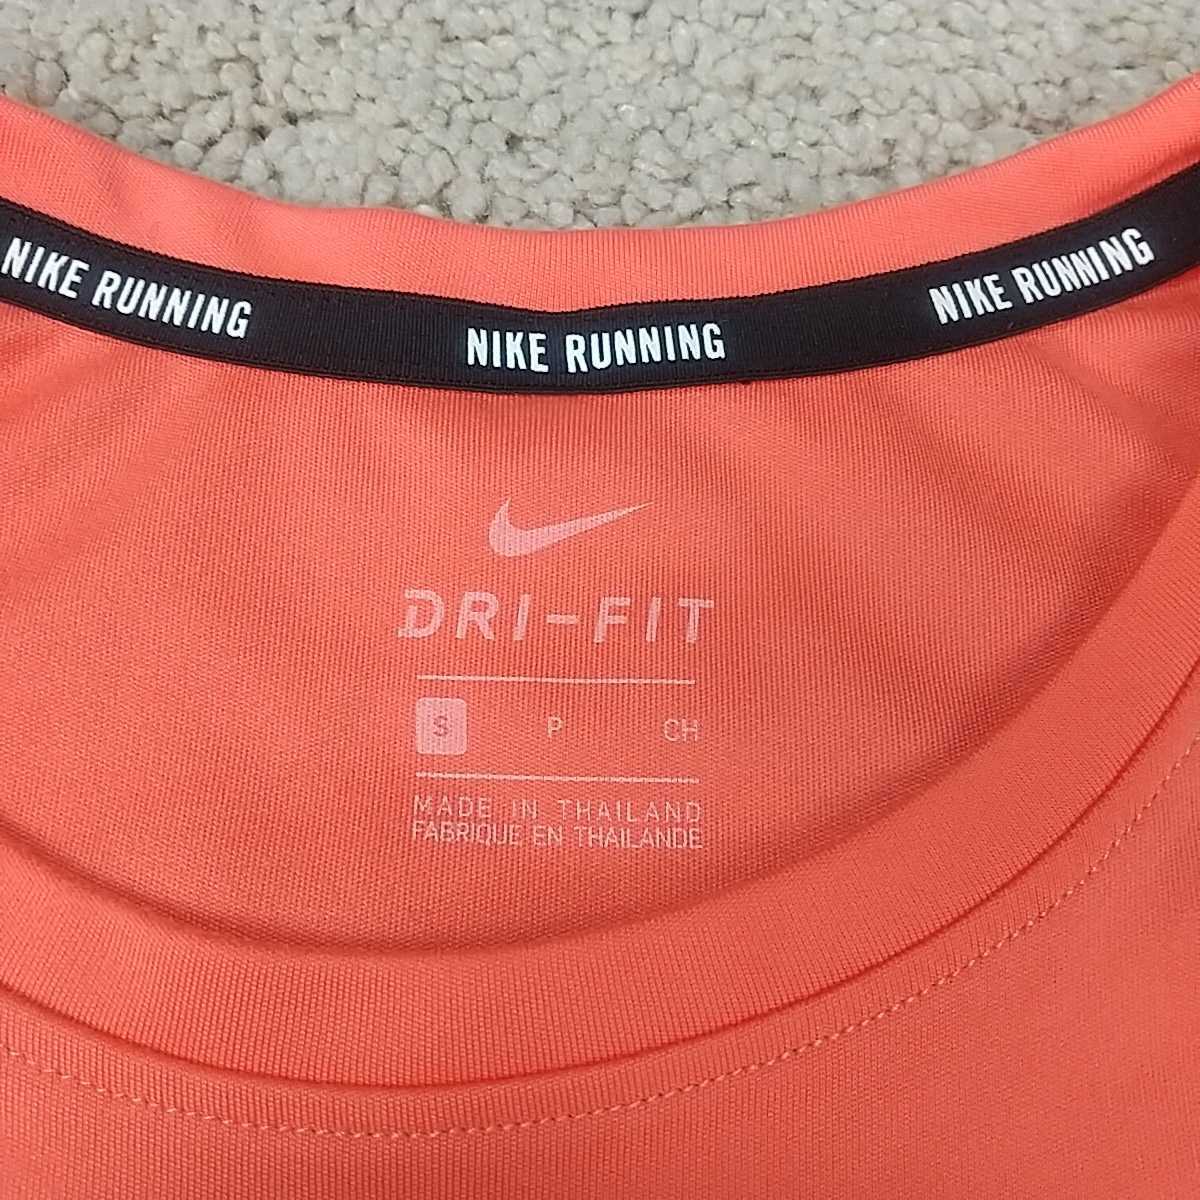 NIKE RUNNING NIKE RUNNING NIKE RUNNING
DRI-FIT
S P CH
MADE IN THAILAND
FABRIQUE EN THAILANDE